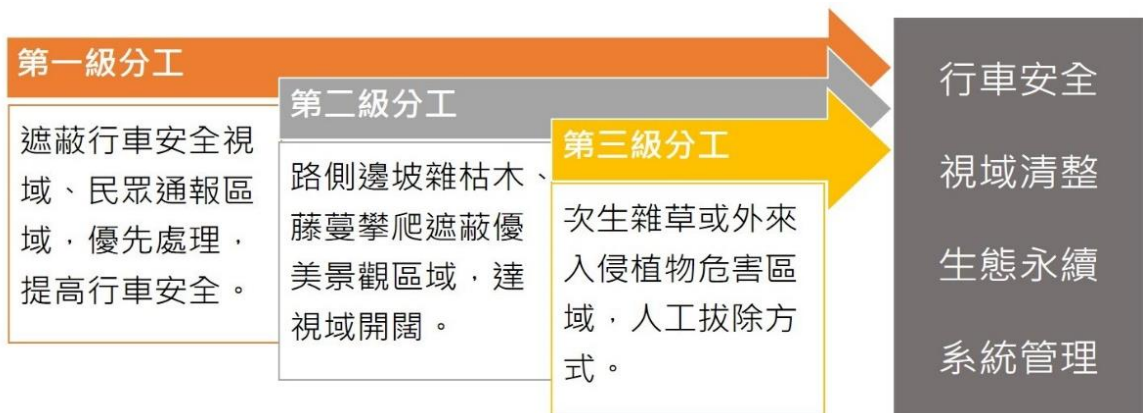 第一級分工
遮蔽行車安全視
域、民眾通報區
域，優先處理，
提高行車安全。
第二級分工
路側邊坡雜枯木、
藤蔓攀爬遮蔽優
美景觀區域，達
視域開闊。
第三級分工
次生雜草或外來
入侵植物危害區
域，人工拔除方
式。
行車安全
視域清整
生態永續
系統管理